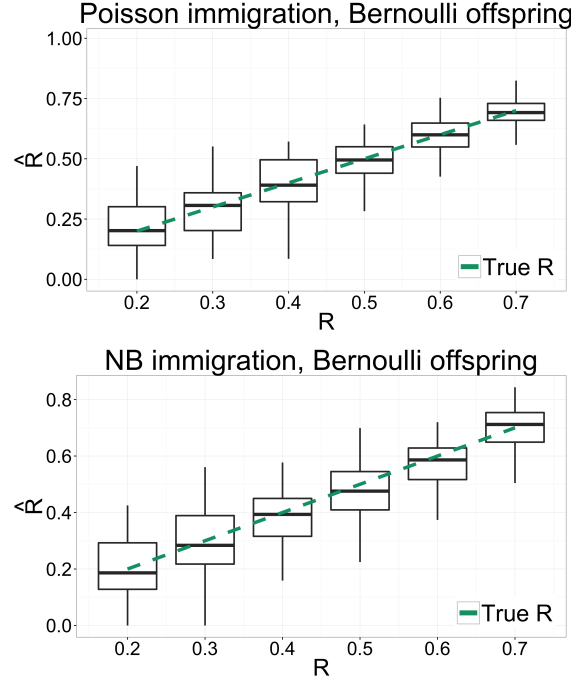 Poisson immigration, Bernoulli offspring
1.00
0.75
0.50
0.25
0.00
R̂
True R
0.2 0.3 0.4 0.5 0.6 0.7
R
NB immigration, Bernoulli offspring
0.8
0.6
0.4
0.2
0.0
R̂
True R
0.2 0.3 0.4 0.5 0.6 0.7
R